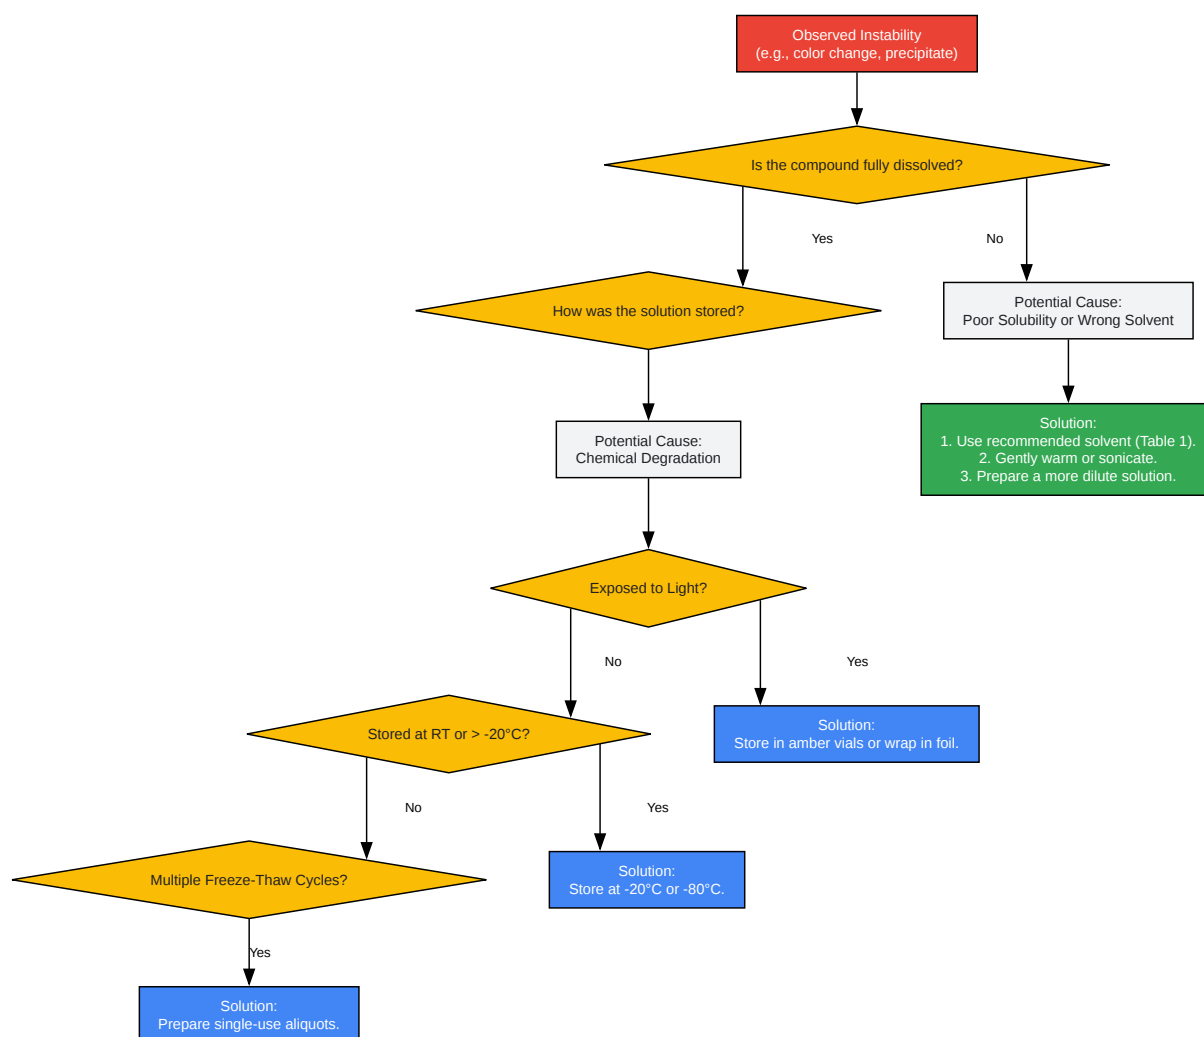 Observed Instability
(e.g., color change, precipitate)
Is the compound fully dissolved?
Yes
No
How was the solution stored?
Potential Cause:
Poor Solubility or Wrong Solvent
Potential Cause:
Chemical Degradation
Solution:
1. Use recommended solvent (Table 1).
2. Gently warm or sonicate.
3. Prepare a more dilute solution.
Exposed to Light?
No
Yes
Stored at RT or > -20°C?
Solution:
Store in amber vials or wrap in foil.
No
Yes
Multiple Freeze-Thaw Cycles?
Solution:
Store at -20°C or -80°C.
Yes
Solution:
Prepare single-use aliquots.